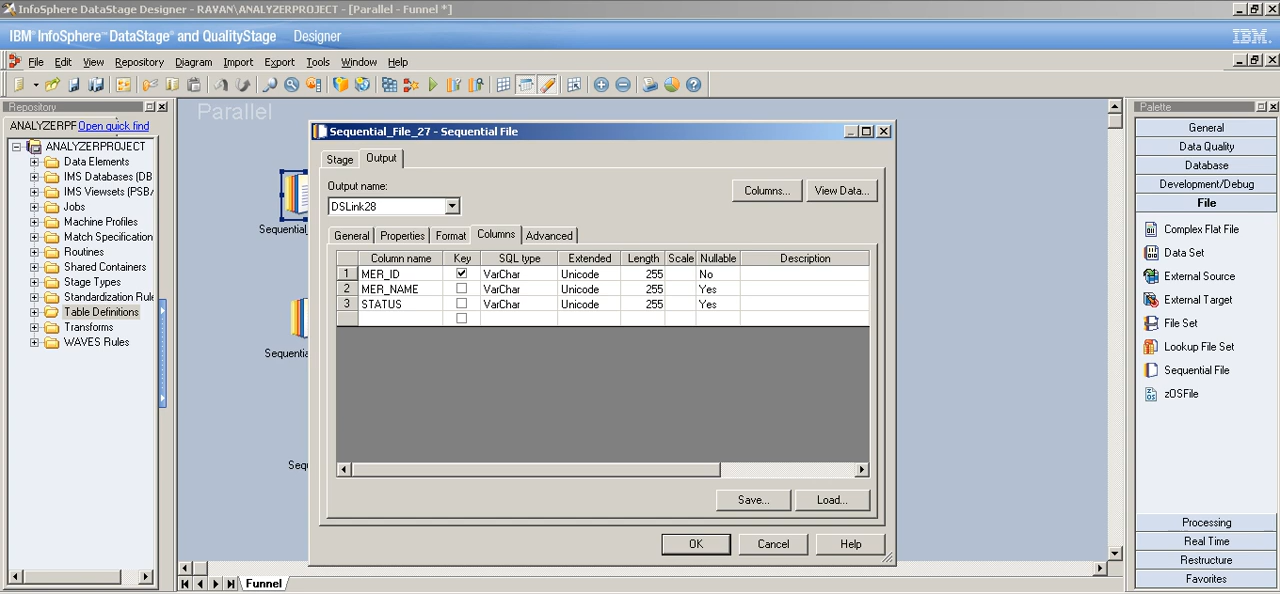 InfoSphere DataStage Designer - RAVAN\ANALYZERPROJECT - [Parallel - Funnel *]
IBM® InfoSphere™ DataStage® and QualityStage Designer
IBM.
File Edit View Repository Diagram Import Export Tools Window Help
Repository
ANALYZERPF Open quick find
ANALYZERPROJECT
Data Elements
IMS Databases (DB
IMS Viewsets (PSB/
Jobs
Machine Profiles
Match Specification
Routines
Shared Containers
Stage Types
Standardization Rule
Table Definitions
Transforms
WAVES Rules
Parallel
Sequential_
Sequential
Sequ
Sequential_File_27 - Sequential File
Stage Output
Output name:
DSLink28
Columns... View Data...
General Properties Format Columns Advanced
Column name Key SQL type Extended Length Scale Nullable Description
1 MER_ID VarChar Unicode 255 No
2 MER_NAME VarChar Unicode 255 Yes
3 STATUS VarChar Unicode 255 Yes
Save... Load...
OK Cancel Help
Funnel
Palette
General
Data Quality
Database
Development/Debug
File
Complex Flat File
Data Set
External Source
External Target
File Set
Lookup File Set
Sequential File
zOSFile
Processing
Real Time
Restructure
Favorites